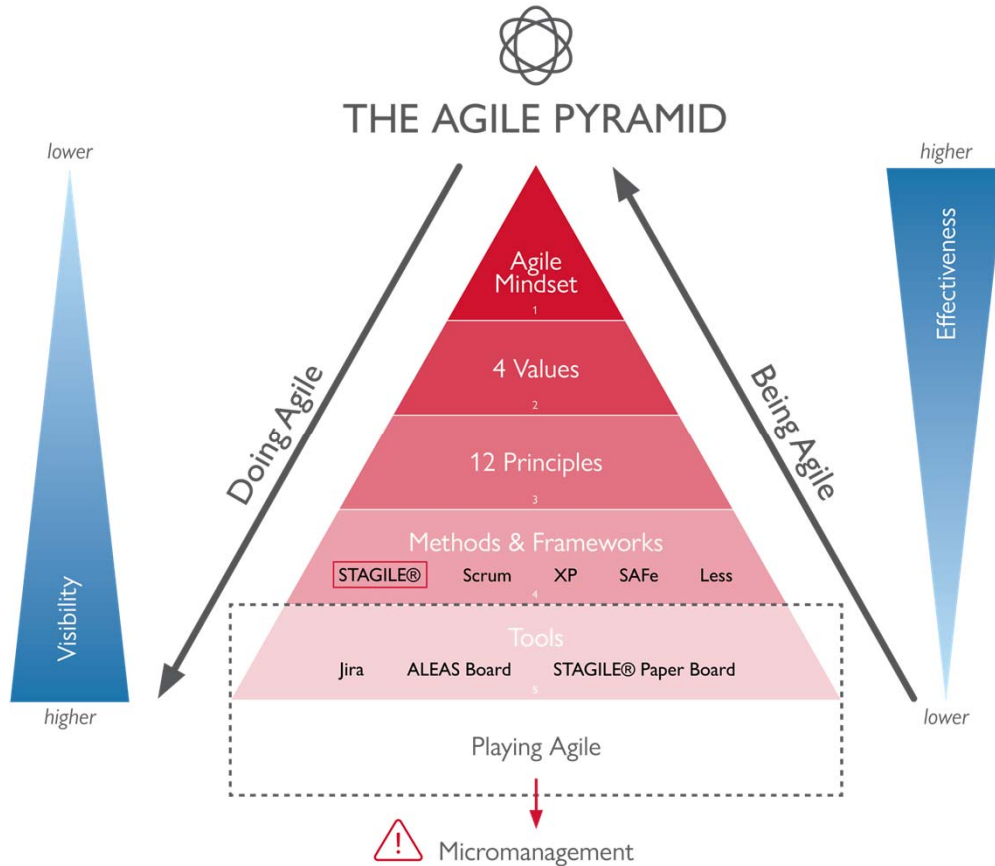 THE AGILE PYRAMID
lower
higher
Agile
Mindset
1
4 Values
2
12 Principles
3
Methods & Frameworks
STAGILE® Scrum XP SAFe Less
4
Tools
Jira ALEAS Board STAGILE® Paper Board
5
Playing Agile
Micromanagement
Doing Agile
Being Agile
Visibility
higher
Effectiveness
lower